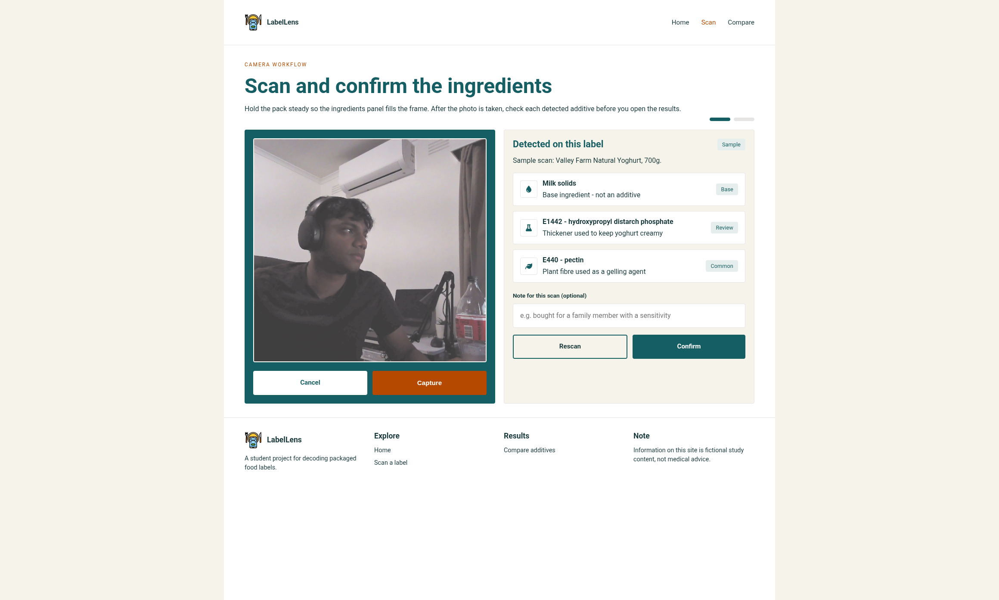 LabelLens
Home Scan Compare
CAMERA WORKFLOW
Scan and confirm the ingredients
Hold the pack steady so the ingredients panel fills the frame. After the photo is taken, check each detected additive before you open the results.
Cancel
Capture
Detected on this label
Sample
Sample scan: Valley Farm Natural Yoghurt, 700g.
Milk solids
Base ingredient - not an additive
Base
E1442 - hydroxypropyl distarch phosphate
Thickener used to keep yoghurt creamy
Review
E440 - pectin
Plant fibre used as a gelling agent
Common
Note for this scan (optional)
e.g. bought for a family member with a sensitivity
Rescan
Confirm
LabelLens
A student project for decoding packaged
food labels.
Explore
Home
Scan a label
Results
Compare additives
Note
Information on this site is fictional study
content, not medical advice.